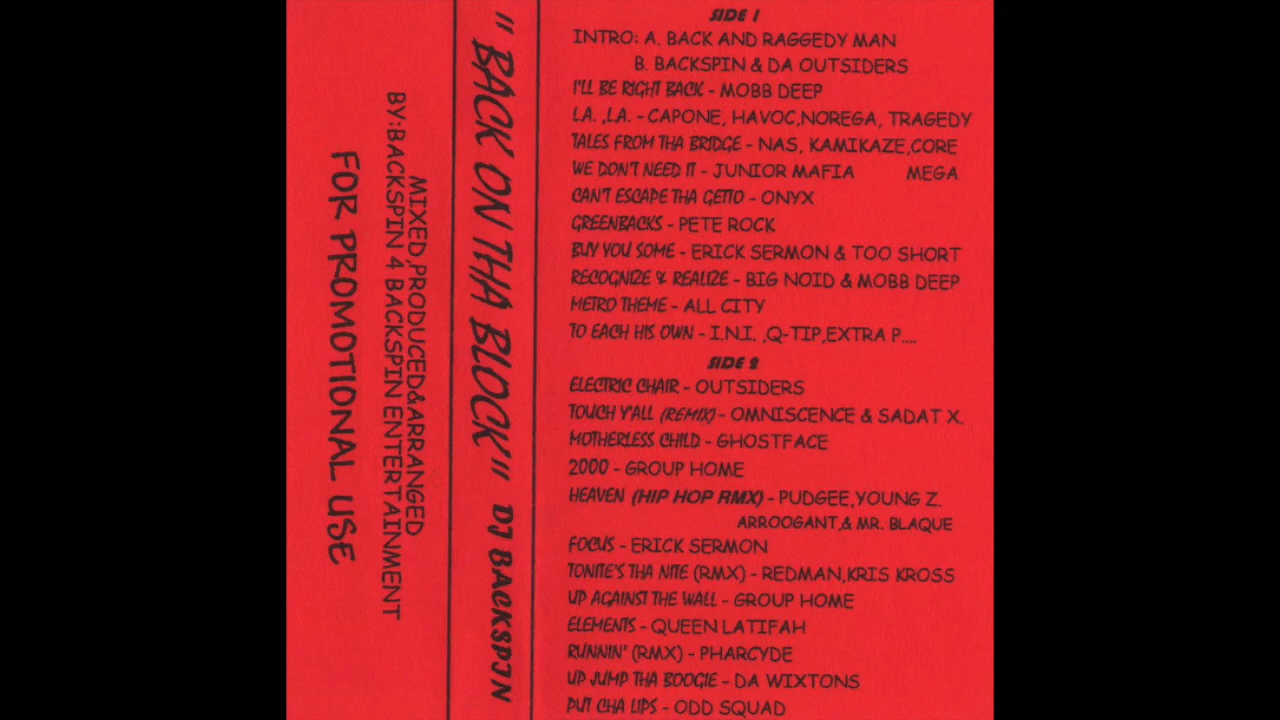 FOR PROMOTIONAL USE
MIXED,PRODUCED&ARRANGED
BY:BACKSPIN 4 BACKSPIN ENTERTAINMENT
"BACK ON THA BLOCK" DJ BACKSPIN
SIDE 1
INTRO: A. BACK AND RAGGEDY MAN
B. BACKSPIN & DA OUTSIDERS
I'LL BE RIGHT BACK - MOBB DEEP
L.A. ,L.A. - CAPONE, HAVOC,NOREGA, TRAGEDY
TALES FROM THA BRIDGE - NAS, KAMIKAZE,CORE
WE DON'T NEED IT - JUNIOR MAFIA MEGA
CAN'T ESCAPE THA GETTO - ONYX
GREENBACKS - PETE ROCK
BUY YOU SOME - ERICK SERMON & TOO SHORT
RECOGNIZE & REALIZE - BIG NOID & MOBB DEEP
METRO THEME - ALL CITY
TO EACH HIS OWN - I.N.I. ,Q-TIP,EXTRA P....
SIDE 2
ELECTRIC CHAIR - OUTSIDERS
TOUCH Y'ALL (REMIX) - OMNISCENCE & SADAT X.
MOTHERLESS CHILD - GHOSTFACE
2000 - GROUP HOME
HEAVEN (HIP HOP RMX) - PUDGEE,YOUNG Z.
ARROOGANT,& MR. BLAQUE
FOCUS - ERICK SERMON
TONITE'S THA NITE (RMX) - REDMAN,KRIS KROSS
UP AGAINST THE WALL - GROUP HOME
ELEMENTS - QUEEN LATIFAH
RUNNIN' (RMX) - PHARCYDE
UP JUMP THA BOOGIE - DA WIXTONS
PUT CHA LIPS - ODD SQUAD